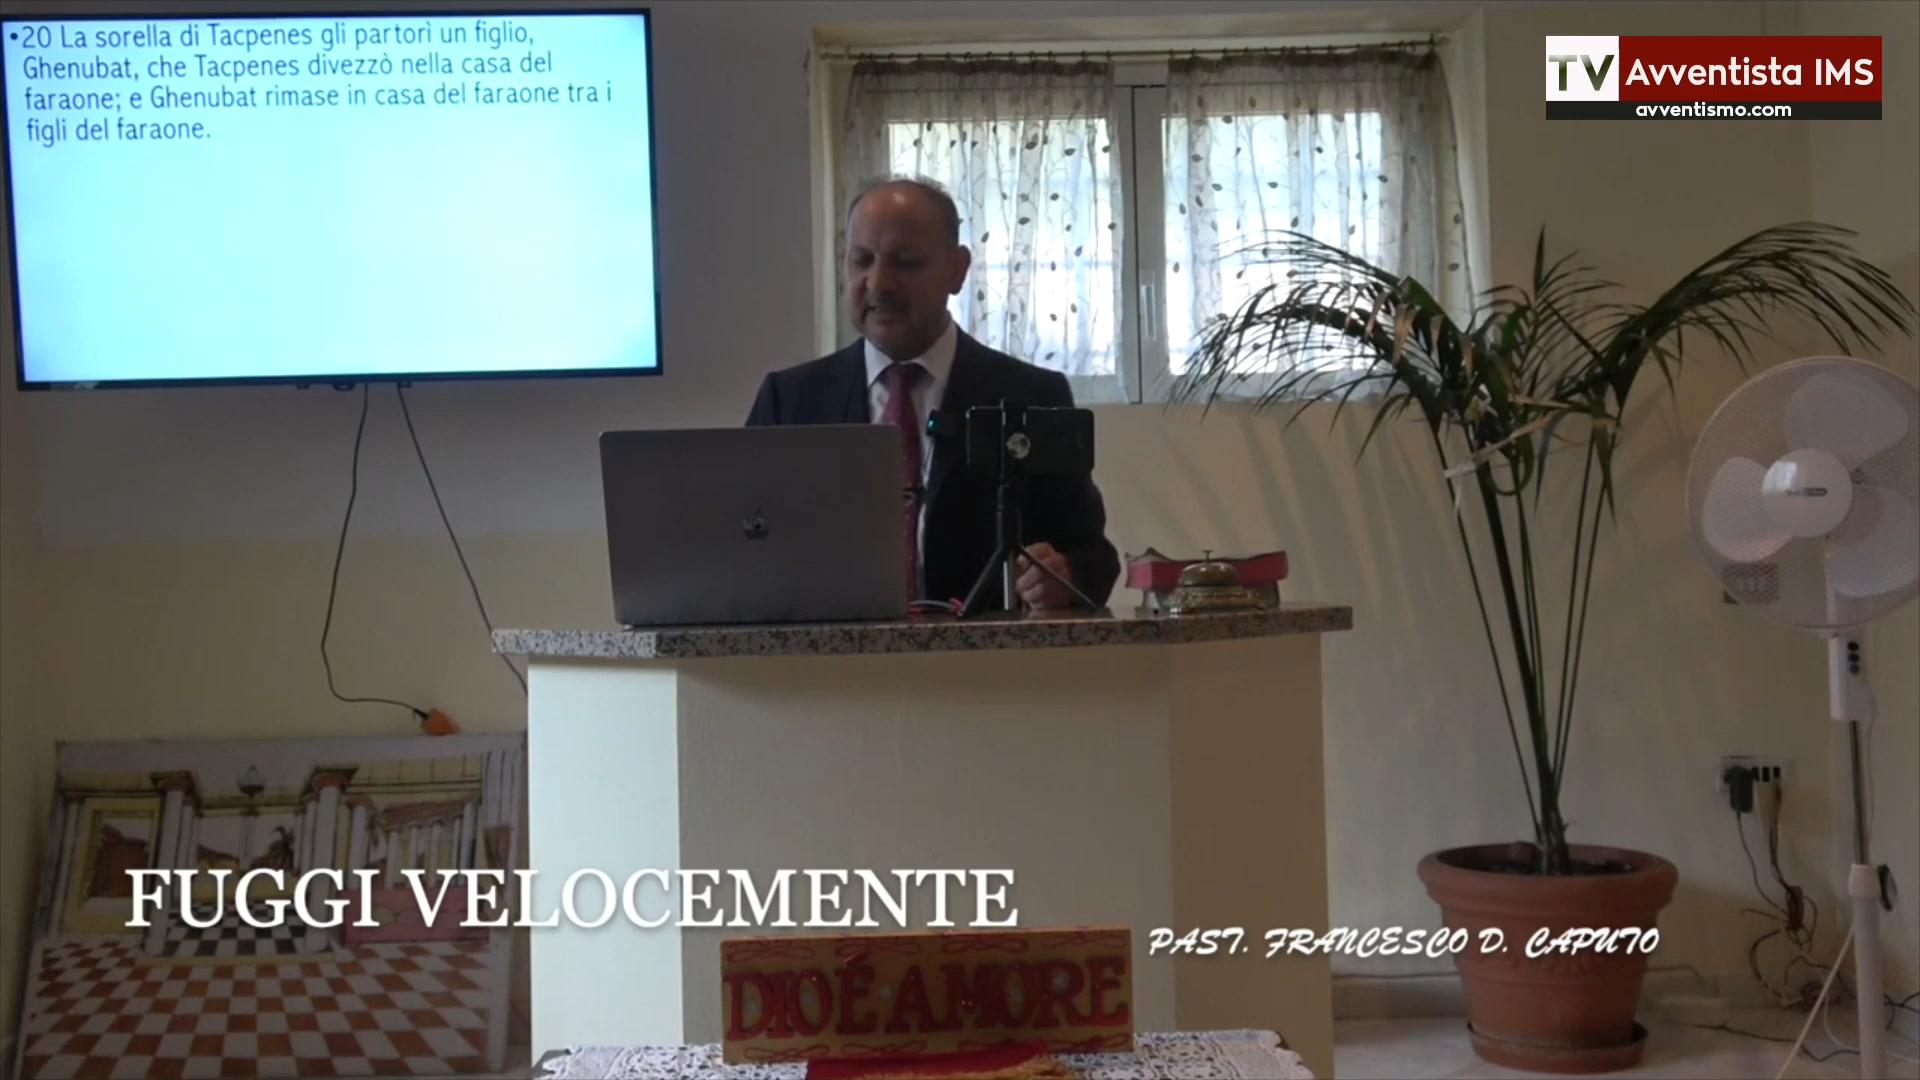 •20 La sorella di Tacpenes gli partorì un figlio,
Ghenubat, che Tacpenes divezzò nella casa del
faraone; e Ghenubat rimase in casa del faraone tra i
figli del faraone.
TV Avventista IMS
avventismo.com
FUGGI VELOCEMENTE
PAST. FRANCESCO D. CAPUTO
DIO É AMORE